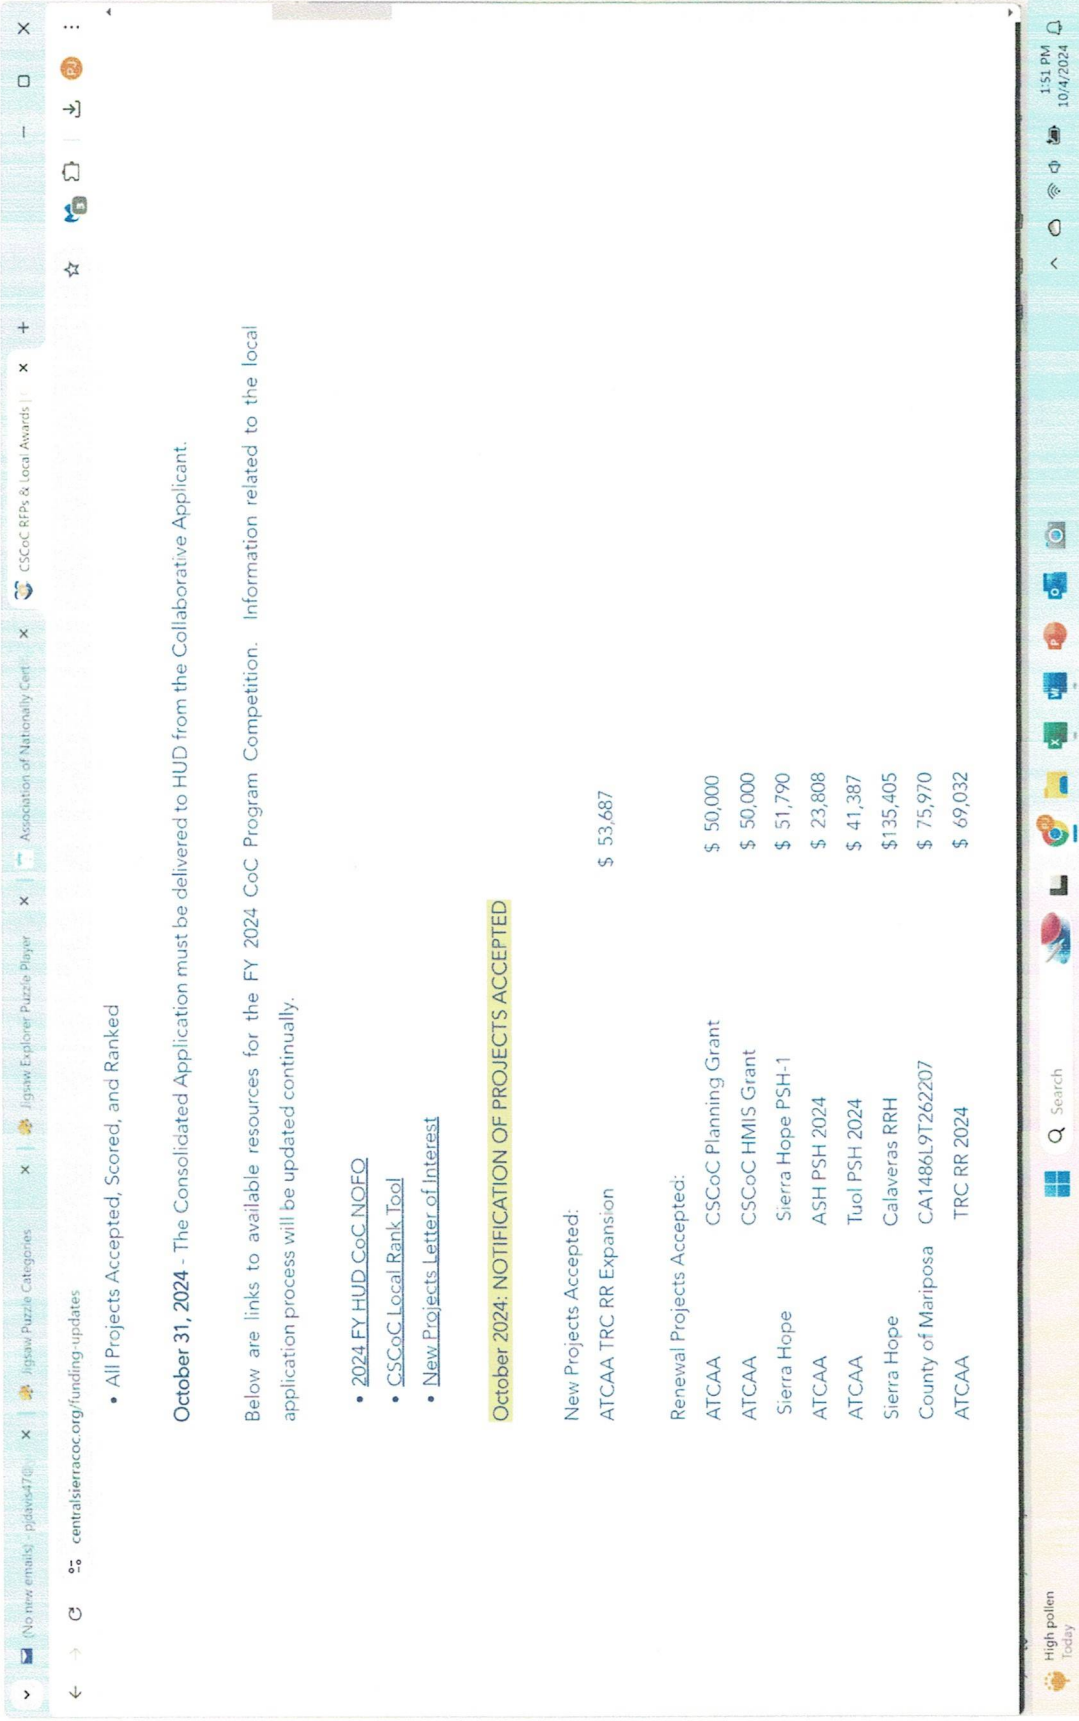 (No new emails) - pjdavis47@
Jigsaw Puzzle Categories
Jigsaw Explorer Puzzle Player
Association of Nationally Cert
CSCoC RFPs & Local Awards |
centralsierracoc.org/funding-updates
3
PJ
• All Projects Accepted, Scored, and Ranked
October 31, 2024 - The Consolidated Application must be delivered to HUD from the Collaborative Applicant.
Below are links to available resources for the FY 2024 CoC Program Competition. Information related to the local
application process will be updated continually.
• 2024 FY HUD CoC NOFO
• CSCoC Local Rank Tool
• New Projects Letter of Interest
October 2024: NOTIFICATION OF PROJECTS ACCEPTED
New Projects Accepted:
ATCAA TRC RR Expansion $ 53,687
Renewal Projects Accepted:
ATCAA CSCoC Planning Grant $ 50,000
ATCAA CSCoC HMIS Grant $ 50,000
Sierra Hope Sierra Hope PSH-1 $ 51,790
ATCAA ASH PSH 2024 $ 23,808
ATCAA Tuol PSH 2024 $ 41,387
Sierra Hope Calaveras RRH $135,405
County of Mariposa CA1486L9T262207 $ 75,970
ATCAA TRC RR 2024 $ 69,032
High pollen
Today
Search
1:51 PM
10/4/2024